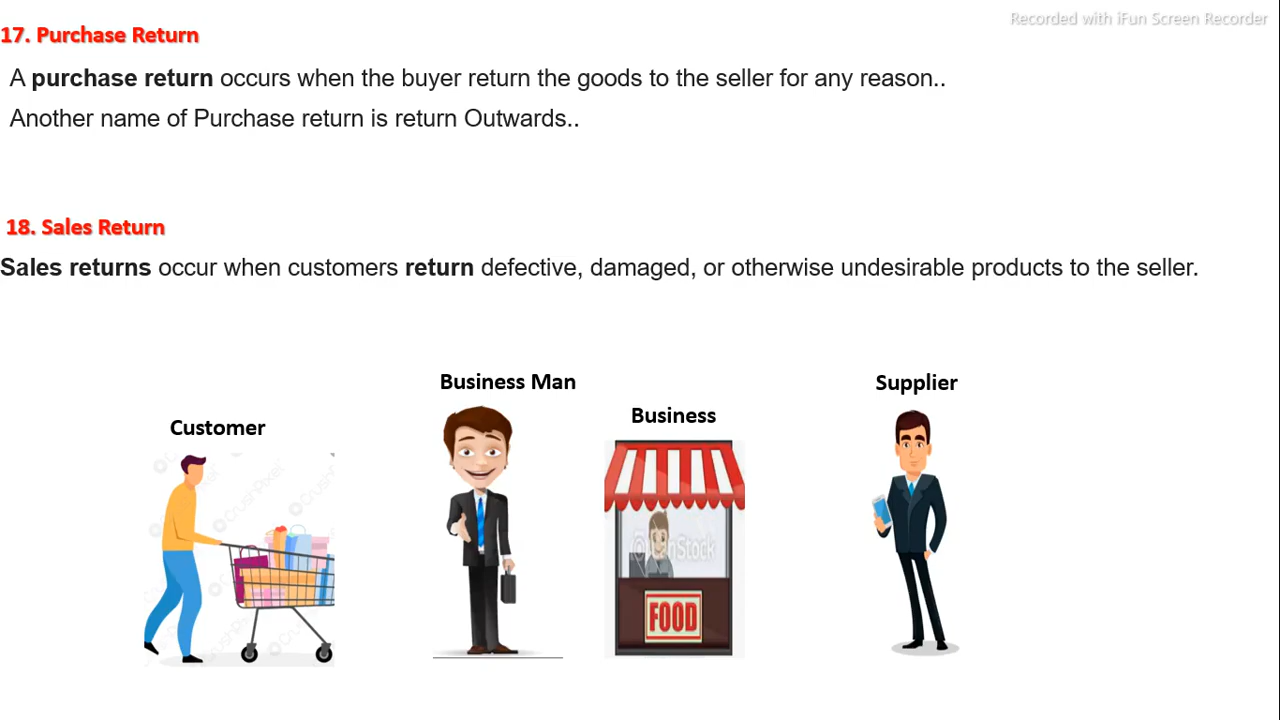 Recorded with iFun Screen Recorder
17. Purchase Return
A purchase return occurs when the buyer return the goods to the seller for any reason..
Another name of Purchase return is return Outwards..
18. Sales Return
Sales returns occur when customers return defective, damaged, or otherwise undesirable products to the seller.
Business Man
Supplier
Customer
Business
FOOD